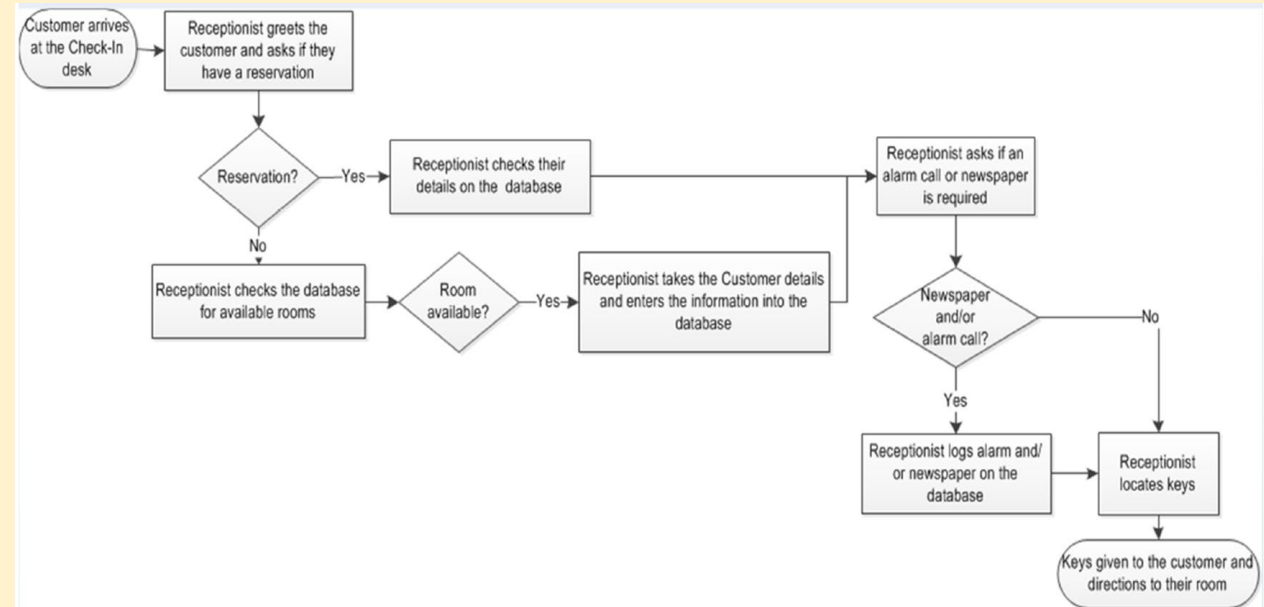 Customer arrives
at the Check-In
desk
Receptionist greets the
customer and asks if they
have a reservation
Reservation?
Yes
Receptionist checks their
details on the database
Receptionist asks if an
alarm call or newspaper
is required
No
Receptionist checks the database
for available rooms
Room
available?
Yes
Receptionist takes the Customer details
and enters the information into the
database
Newspaper
and/or
alarm call?
No
Yes
Receptionist logs alarm and/
or newspaper on the
database
Receptionist
locates keys
Keys given to the customer and
directions to their room